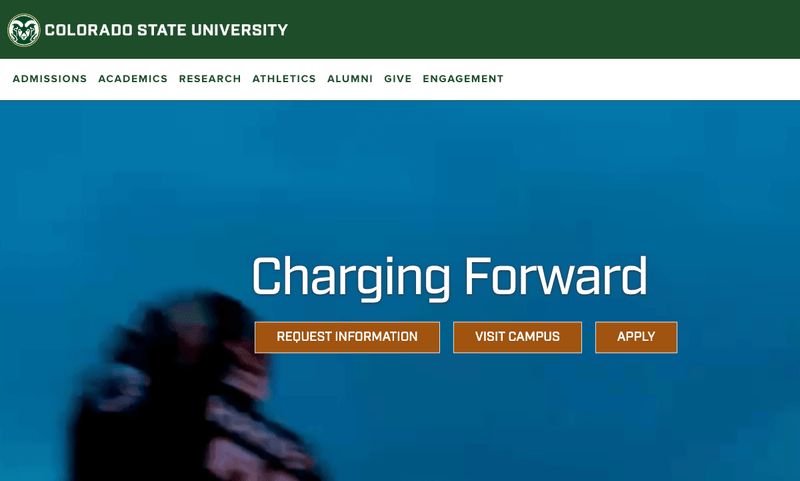 COLORADO STATE UNIVERSITY
ADMISSIONS ACADEMICS RESEARCH ATHLETICS ALUMNI GIVE ENGAGEMENT
Charging Forward
REQUEST INFORMATION VISIT CAMPUS APPLY